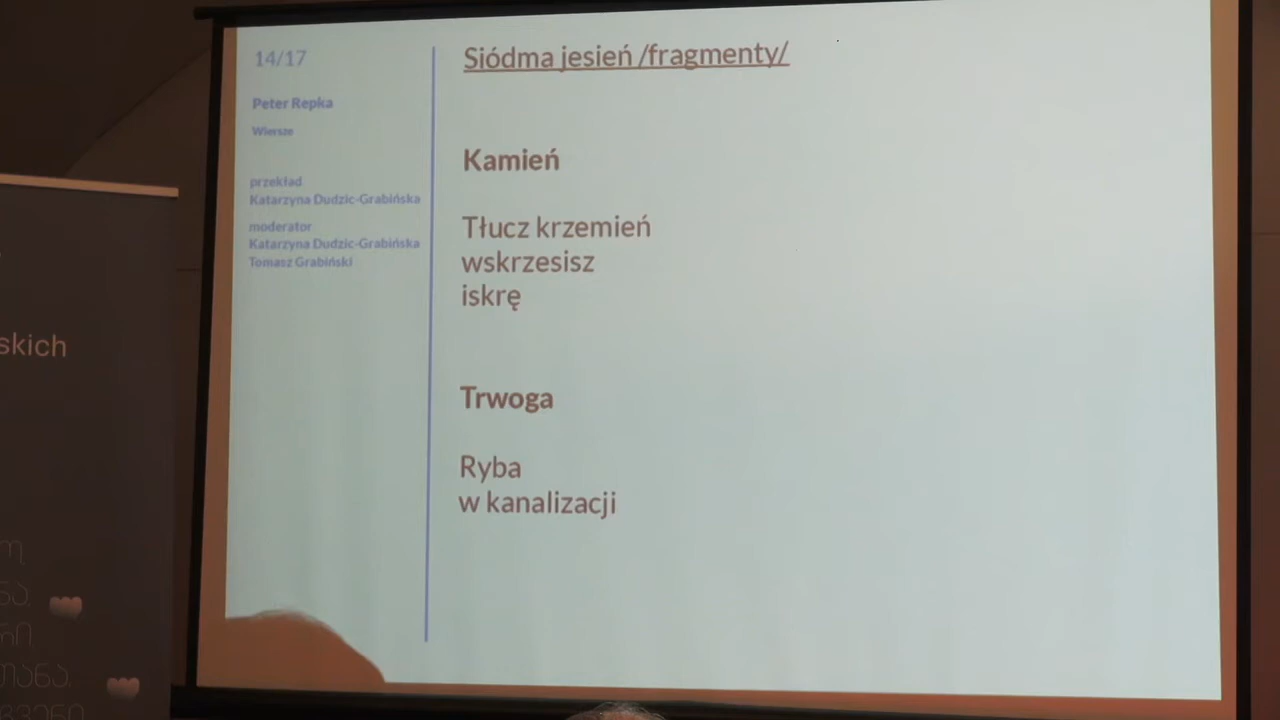 14/17
Peter Repka
Wiersze
przekład
Katarzyna Dudzic-Grabińska
moderator
Katarzyna Dudzic-Grabińska
Tomasz Grabiński
Siódma jesień /fragmenty/
Kamień
Tłucz krzemień
wskrzesisz
iskrę
Trwoga
Ryba
w kanalizacji
skich